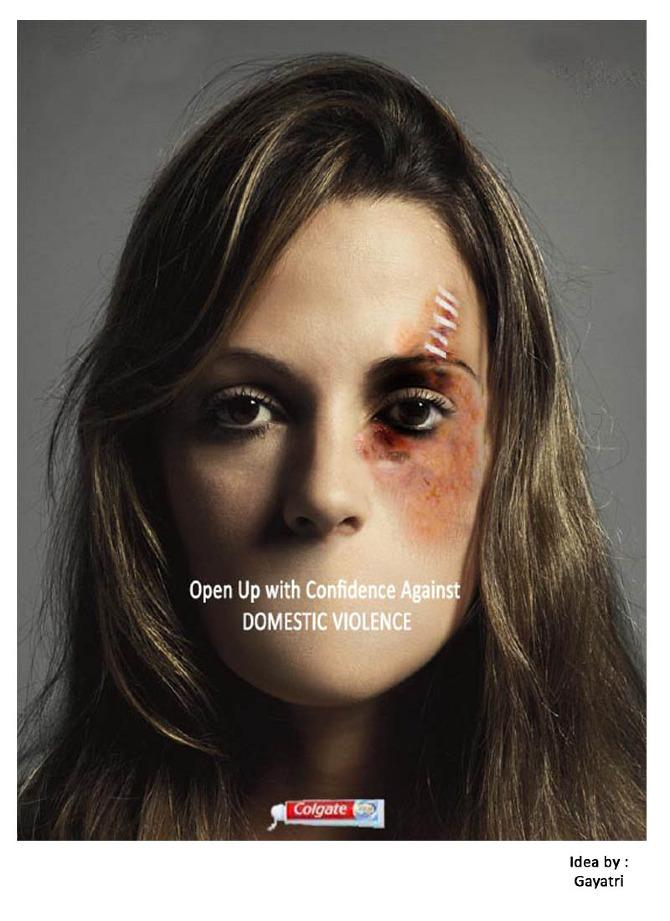 Open Up with Confidence Against
DOMESTIC VIOLENCE
Colgate
Idea by :
Gayatri